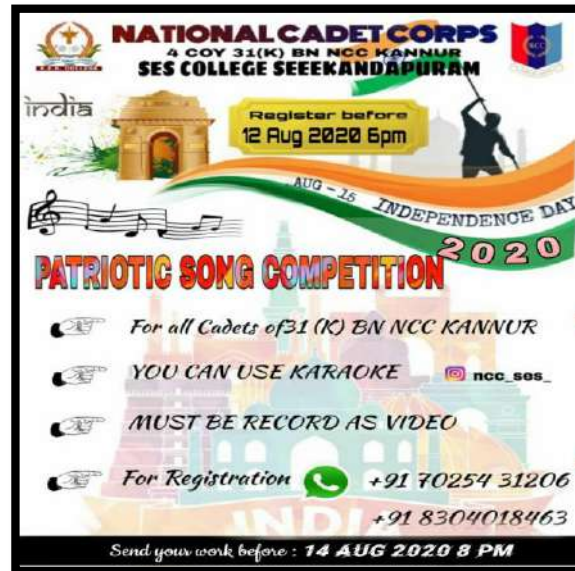 NATIONAL CADET CORPS
4 COY 31(K) BN NCC KANNUR
SES COLLEGE SEEEKANDAPURAM
NCC
india
Register before
12 Aug 2020 6pm
AUG - 15 INDEPENDENCE DAY
2020
PATRIOTIC SONG COMPETITION
For all Cadets of31 (K) BN NCC KANNUR
YOU CAN USE KARAOKE ncc_ses_
MUST BE RECORD AS VIDEO
For Registration +91 70254 31206
+91 8304018463
INDIA
Send your work before : 14 AUG 2020 8 PM